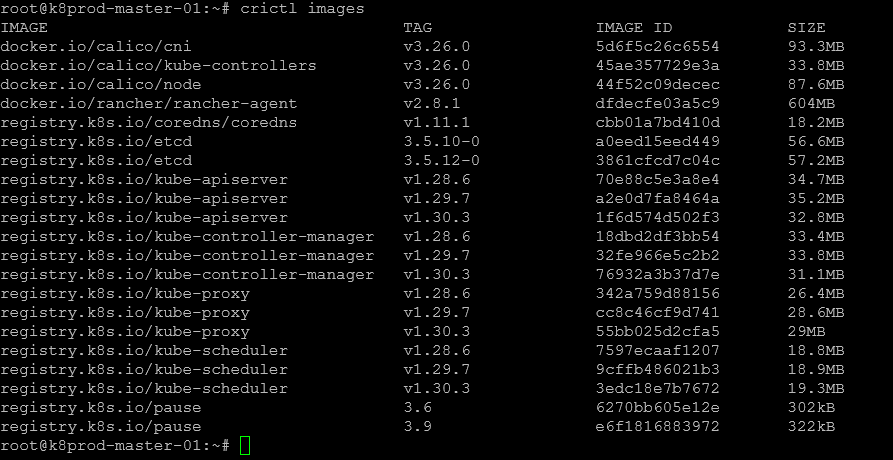 root@k8prod-master-01:~# crictl images
IMAGE TAG IMAGE ID SIZE
docker.io/calico/cni v3.26.0 5d6f5c26c6554 93.3MB
docker.io/calico/kube-controllers v3.26.0 45ae357729e3a 33.8MB
docker.io/calico/node v3.26.0 44f52c09decec 87.6MB
docker.io/rancher/rancher-agent v2.8.1 dfdecfe03a5c9 604MB
registry.k8s.io/coredns/coredns v1.11.1 cbb01a7bd410d 18.2MB
registry.k8s.io/etcd 3.5.10-0 a0eed15eed449 56.6MB
registry.k8s.io/etcd 3.5.12-0 3861cfcd7c04c 57.2MB
registry.k8s.io/kube-apiserver v1.28.6 70e88c5e3a8e4 34.7MB
registry.k8s.io/kube-apiserver v1.29.7 a2e0d7fa8464a 35.2MB
registry.k8s.io/kube-apiserver v1.30.3 1f6d574d502f3 32.8MB
registry.k8s.io/kube-controller-manager v1.28.6 18dbd2df3bb54 33.4MB
registry.k8s.io/kube-controller-manager v1.29.7 32fe966e5c2b2 33.8MB
registry.k8s.io/kube-controller-manager v1.30.3 76932a3b37d7e 31.1MB
registry.k8s.io/kube-proxy v1.28.6 342a759d88156 26.4MB
registry.k8s.io/kube-proxy v1.29.7 cc8c46cf9d741 28.6MB
registry.k8s.io/kube-proxy v1.30.3 55bb025d2cfa5 29MB
registry.k8s.io/kube-scheduler v1.28.6 7597ecaaf1207 18.8MB
registry.k8s.io/kube-scheduler v1.29.7 9cffb486021b3 18.9MB
registry.k8s.io/kube-scheduler v1.30.3 3edc18e7b7672 19.3MB
registry.k8s.io/pause 3.6 6270bb605e12e 302kB
registry.k8s.io/pause 3.9 e6f1816883972 322kB
root@k8prod-master-01:~#